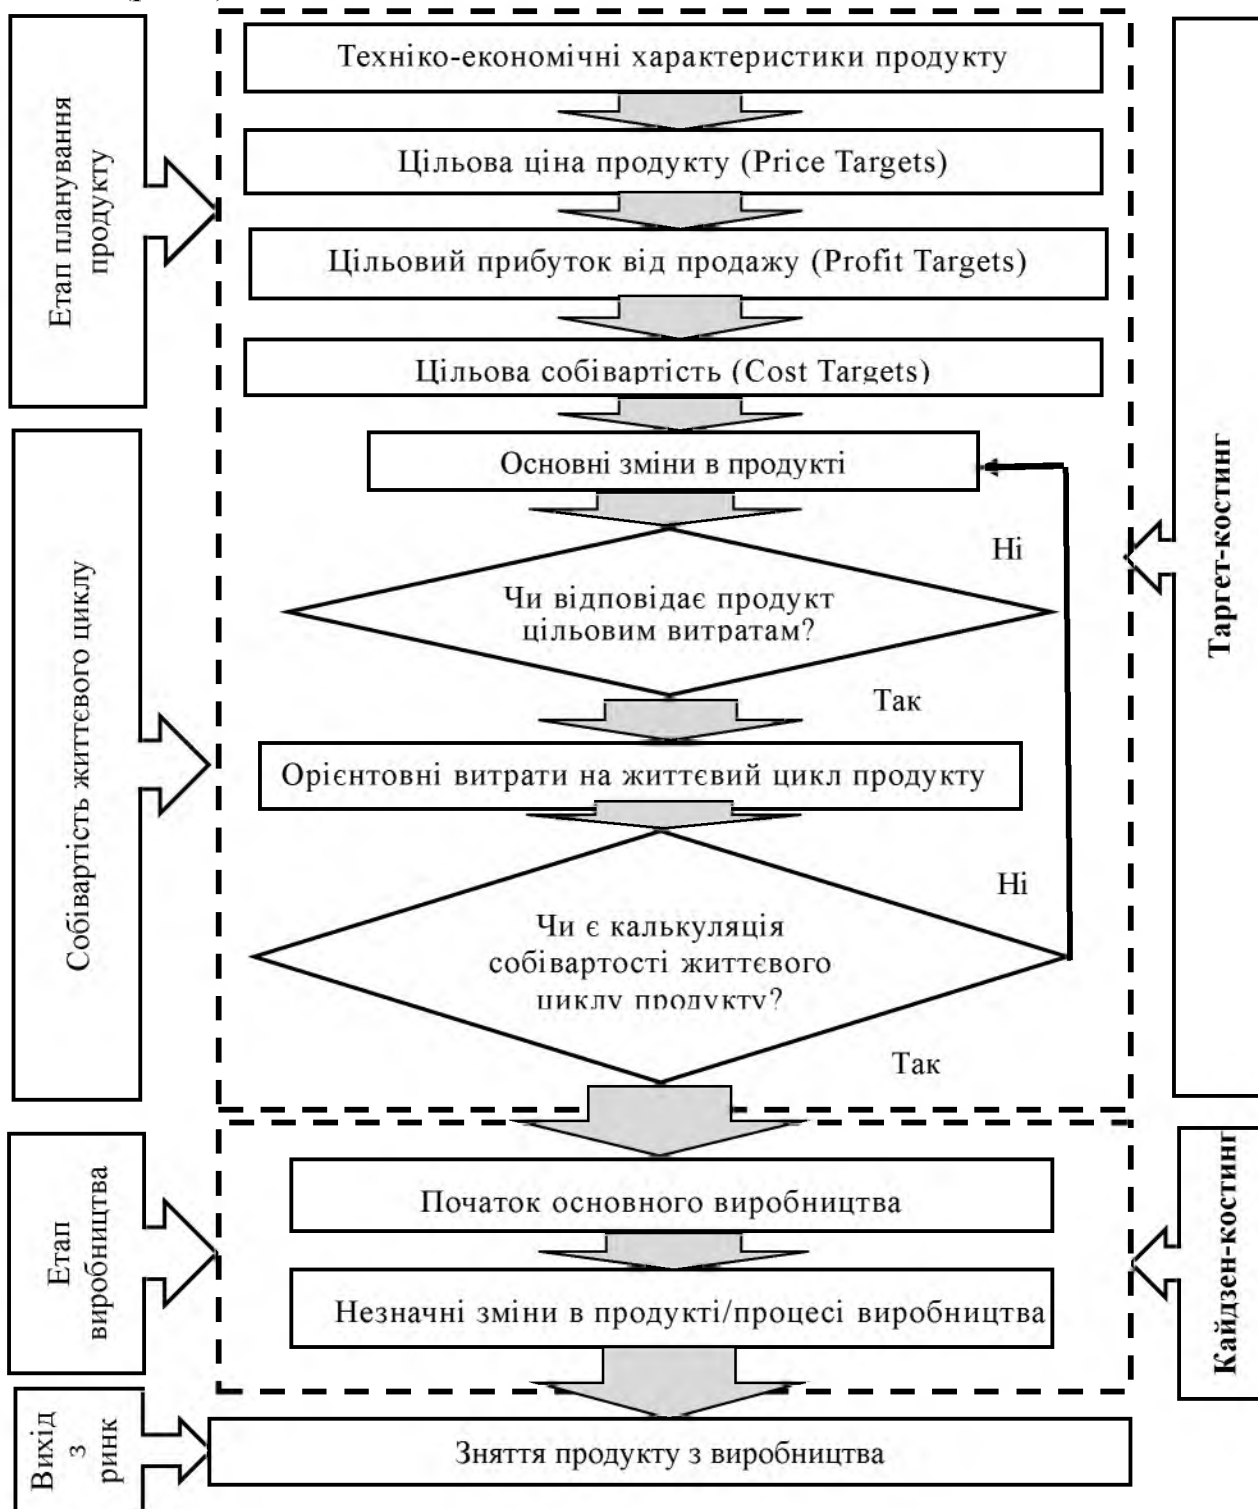 Техніко-економічні характеристики продукту
Етап планування
продукту
Цільова ціна продукту (Price Targets)
Цільовий прибуток від продажу (Profit Targets)
Цільова собівартість (Cost Targets)
Таргет-костинг
Собівартість життєвого циклу
Основні зміни в продукті
Ні
Чи відповідає продукт
цільовим витратам?
Так
Орієнтовні витрати на життєвий цикл продукту
Ні
Чи є калькуляція
собівартості життєвого
циклу продукту?
Так
Етап
виробництва
Початок основного виробництва
Незначні зміни в продукті/процесі виробництва
Кайдзен-костинг
Вихід
з
ринк
Зняття продукту з виробництва